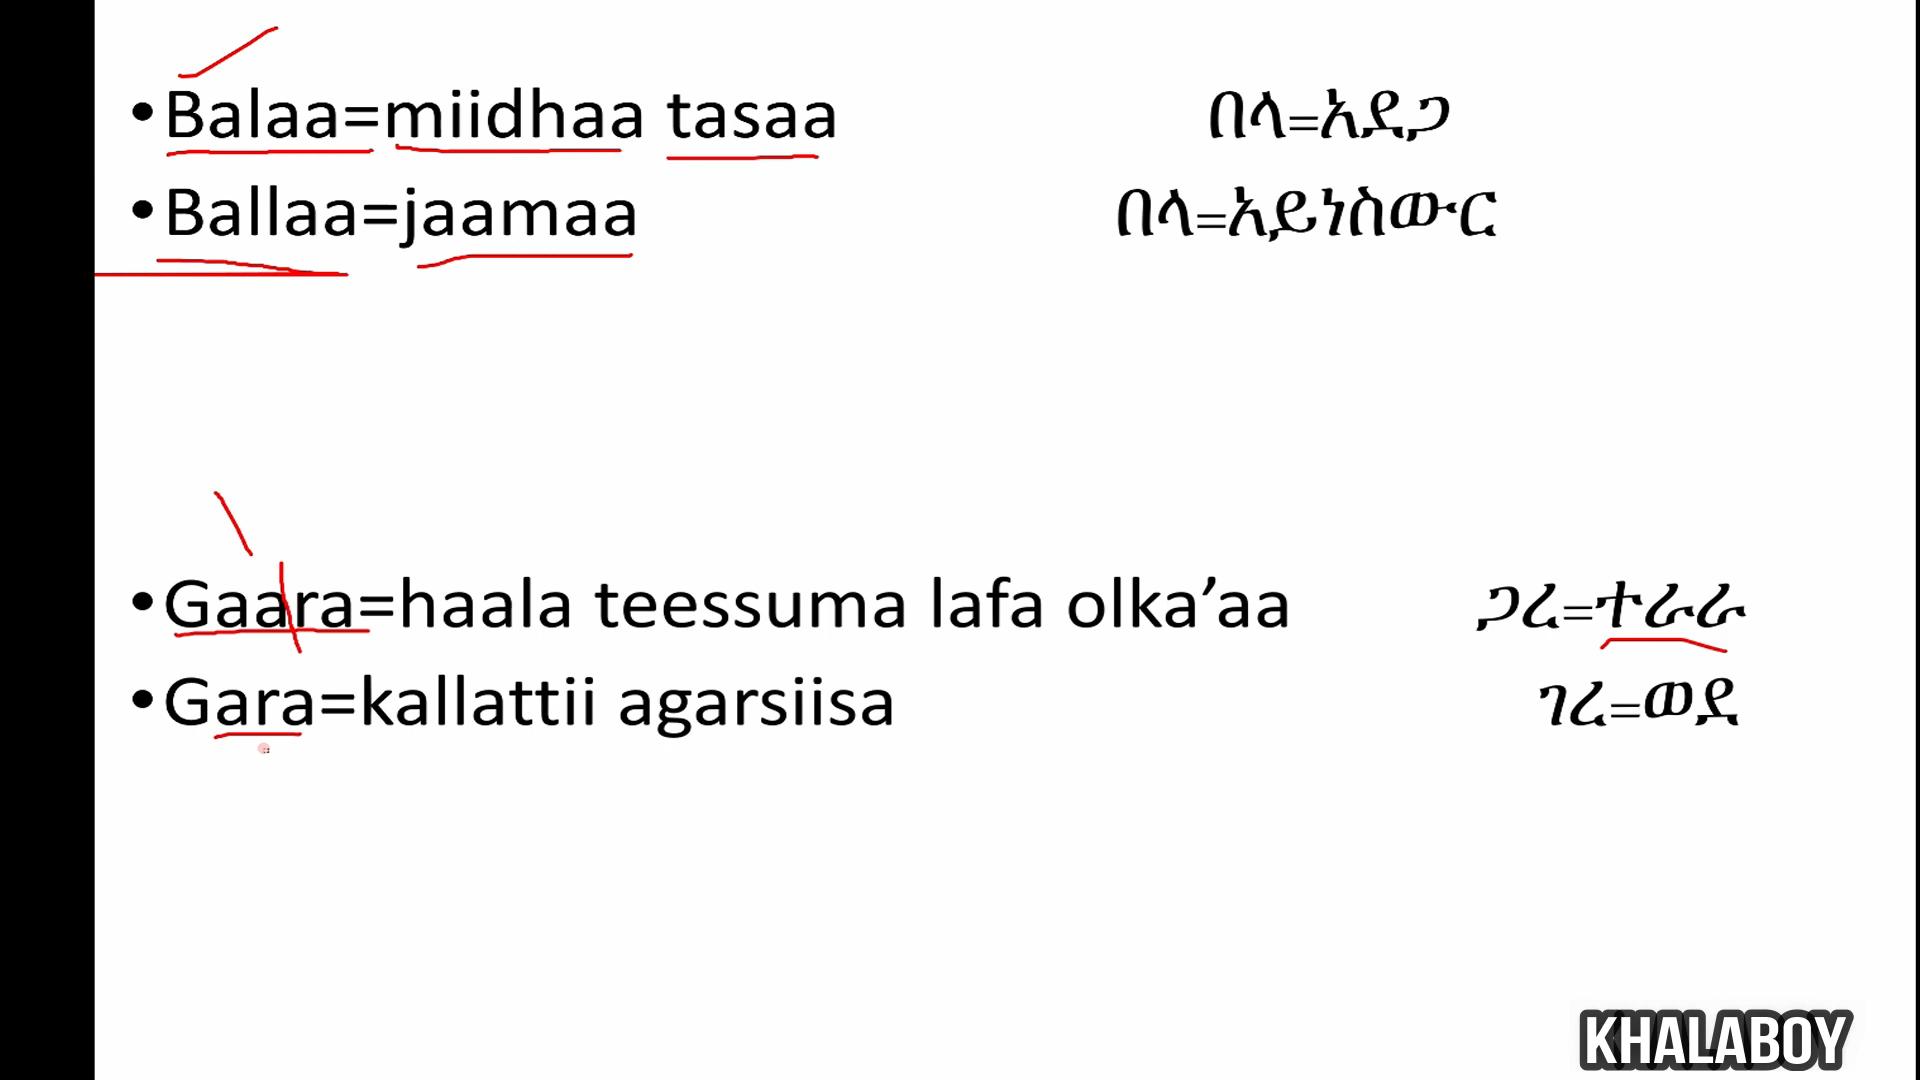 • Balaa=miidhaa tasaa በላ=አደጋ
• Ballaa=jaamaa በላ=አይነስውር
• Gaara=haala teessuma lafa olka’aa ጋረ=ተራራ
• Gara=kallattii agarsiisa ገረ=ወደ
KHALABOY